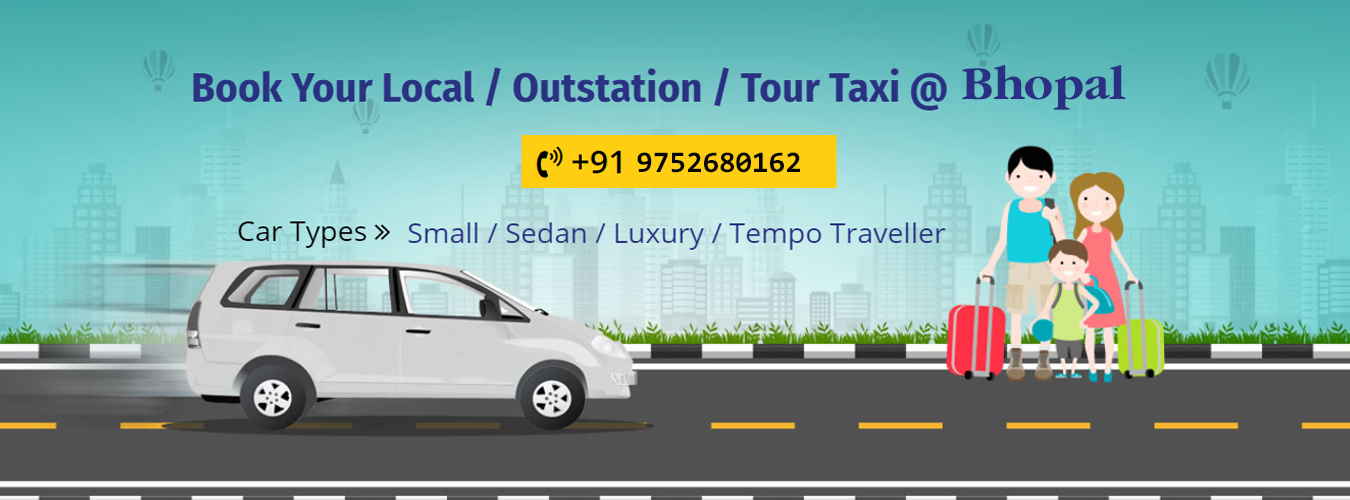 Book Your Local / Outstation / Tour Taxi @ Bhopal
+91 9752680162
Car Types » Small / Sedan / Luxury / Tempo Traveller